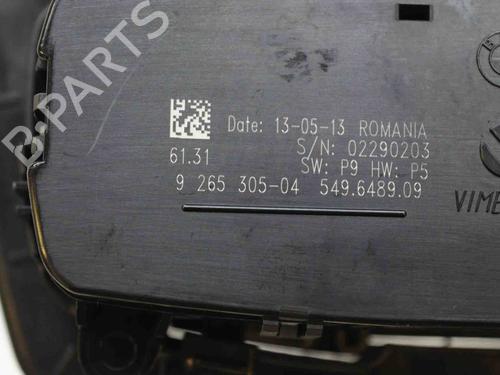 B-PARTS
Date: 13-05-13 ROMANIA
S/N: 02290203
61.31
SW: P9 HW: P5
9 265 305-04 549.6489.09